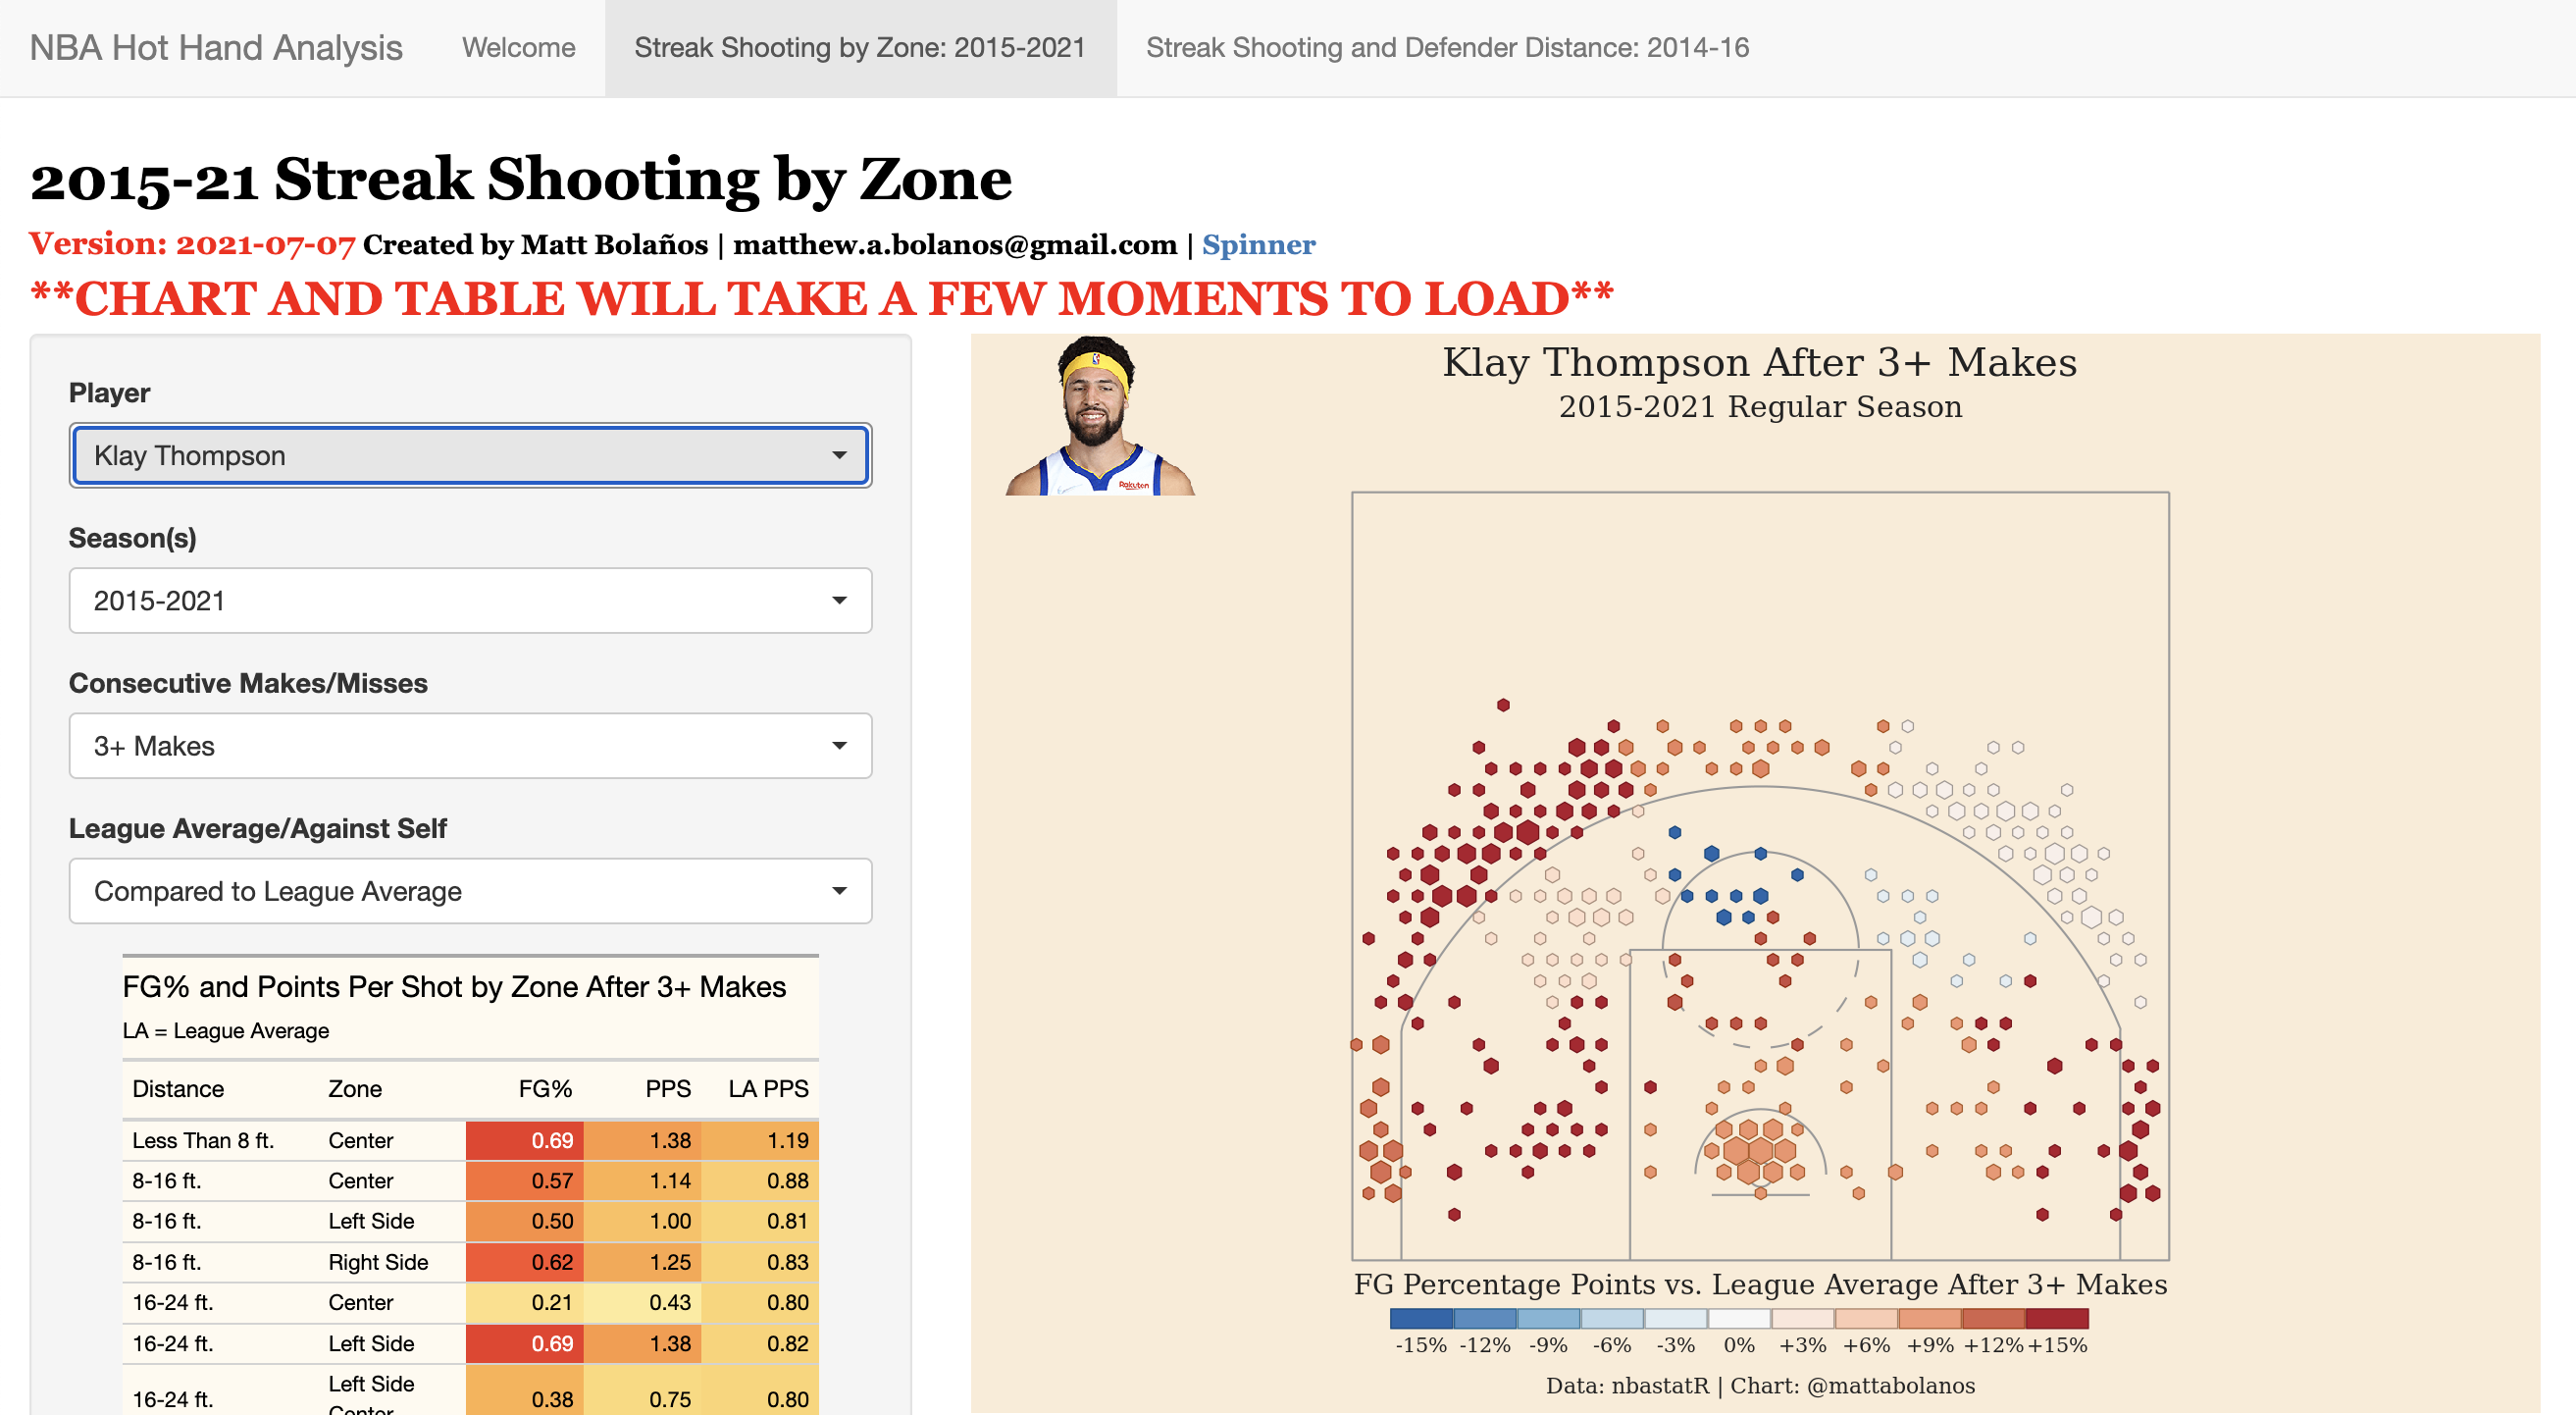 NBA Hot Hand Analysis Welcome Streak Shooting by Zone: 2015-2021 Streak Shooting and Defender Distance: 2014-16
2015-21 Streak Shooting by Zone
Version: 2021-07-07 Created by Matt Bolaños | matthew.a.bolanos@gmail.com | Spinner
**CHART AND TABLE WILL TAKE A FEW MOMENTS TO LOAD**
Player
Klay Thompson
Season(s)
2015-2021
Consecutive Makes/Misses
3+ Makes
League Average/Against Self
Compared to League Average
FG% and Points Per Shot by Zone After 3+ Makes
LA = League Average
Distance Zone FG% PPS LA PPS
Less Than 8 ft. Center 0.69 1.38 1.19
8-16 ft. Center 0.57 1.14 0.88
8-16 ft. Left Side 0.50 1.00 0.81
8-16 ft. Right Side 0.62 1.25 0.83
16-24 ft. Center 0.21 0.43 0.80
16-24 ft. Left Side 0.69 1.38 0.82
16-24 ft. Left Side Center 0.38 0.75 0.80
Klay Thompson After 3+ Makes
2015-2021 Regular Season
Rakuten
FG Percentage Points vs. League Average After 3+ Makes
-15% -12% -9% -6% -3% 0% +3% +6% +9% +12% +15%
Data: nbastatR | Chart: @mattabolanos